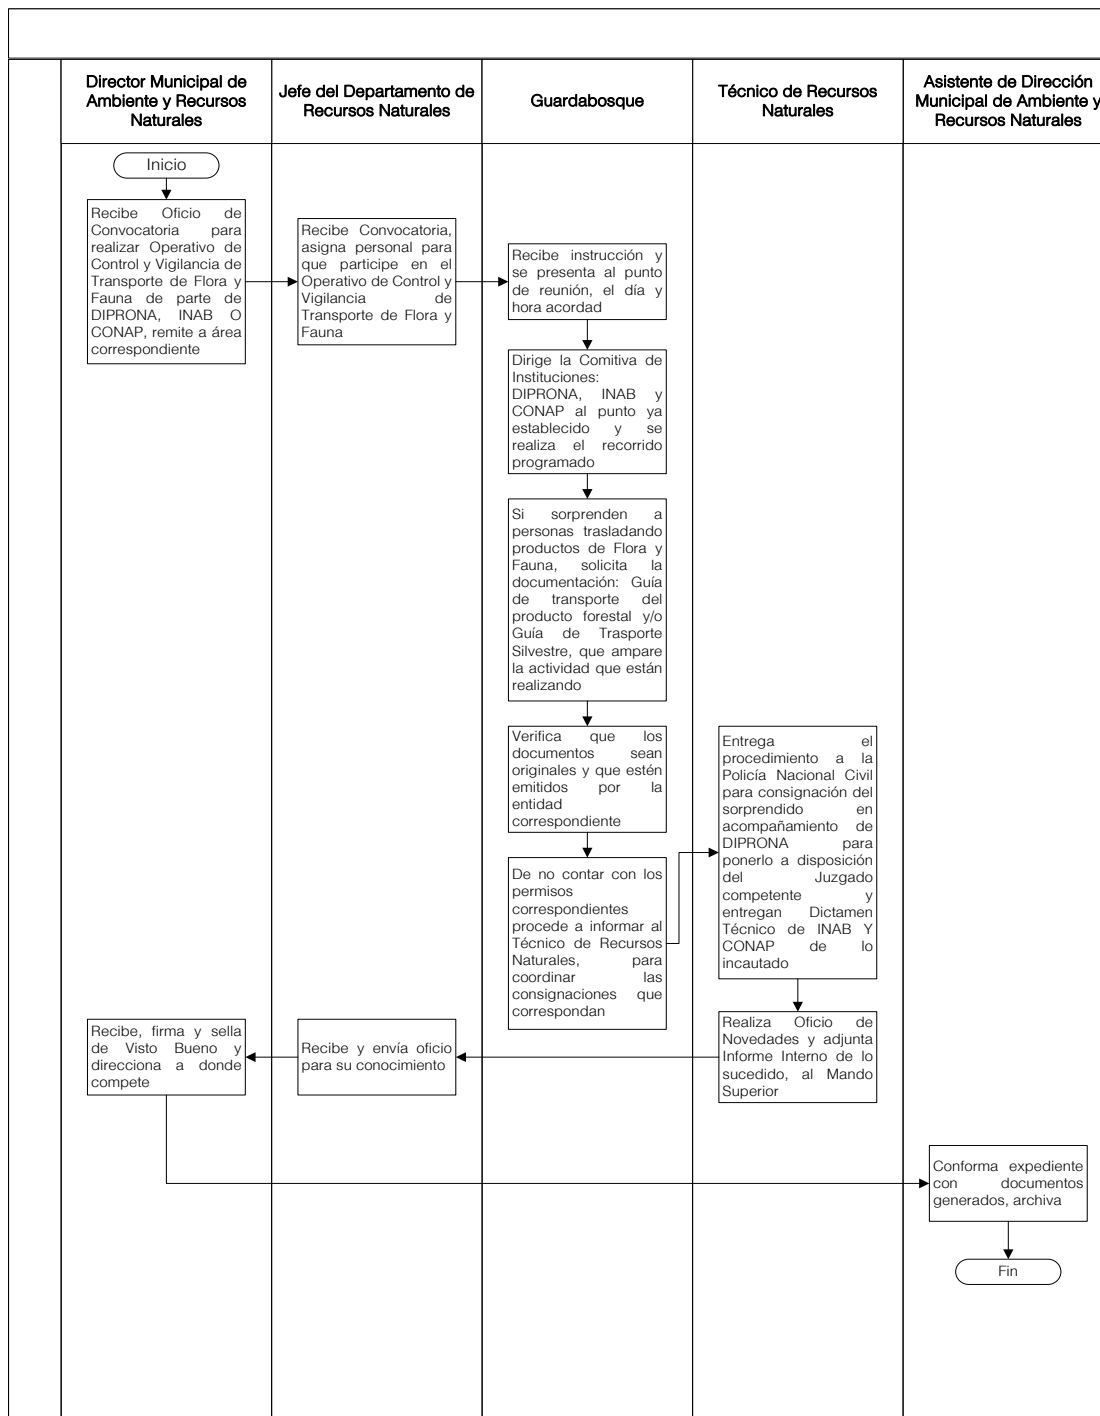 Director Municipal de
Ambiente y Recursos
Naturales
Jefe del Departamento de
Recursos Naturales
Guardabosque
Técnico de Recursos
Naturales
Asistente de Dirección
Municipal de Ambiente y
Recursos Naturales
Inicio
Recibe Oficio de
Convocatoria para
realizar Operativo de
Control y Vigilancia de
Transporte de Flora y
Fauna de parte de
DIPRONA, INAB O
CONAP, remite a área
correspondiente
Recibe Convocatoria,
asigna personal para
que participe en el
Operativo de Control y
Vigilancia de
Transporte de Flora y
Fauna
Recibe instrucción y
se presenta al punto
de reunión, el día y
hora acordad
Dirige la Comitiva de
Instituciones:
DIPRONA, INAB y
CONAP al punto ya
establecido y se
realiza el recorrido
programado
Si sorprenden a
personas trasladando
productos de Flora y
Fauna, solicita la
documentación: Guía
de transporte del
producto forestal y/o
Guía de Trasporte
Silvestre, que ampare
la actividad que están
realizando
Verifica que los
documentos sean
originales y que estén
emitidos por la
entidad
correspondiente
De no contar con los
permisos
correspondientes
procede a informar al
Técnico de Recursos
Naturales, para
coordinar las
consignaciones que
correspondan
Entrega el
procedimiento a la
Policía Nacional Civil
para consignación del
sorprendido en
acompañamiento de
DIPRONA para
ponerlo a disposición
del Juzgado
competente y
entregan Dictamen
Técnico de INAB Y
CONAP de lo
incautado
Realiza Oficio de
Novedades y adjunta
Informe Interno de lo
sucedido, al Mando
Superior
Recibe y envía oficio
para su conocimiento
Recibe, firma y sella
de Visto Bueno y
direcciona a donde
compete
Conforma expediente
con documentos
generados, archiva
Fin